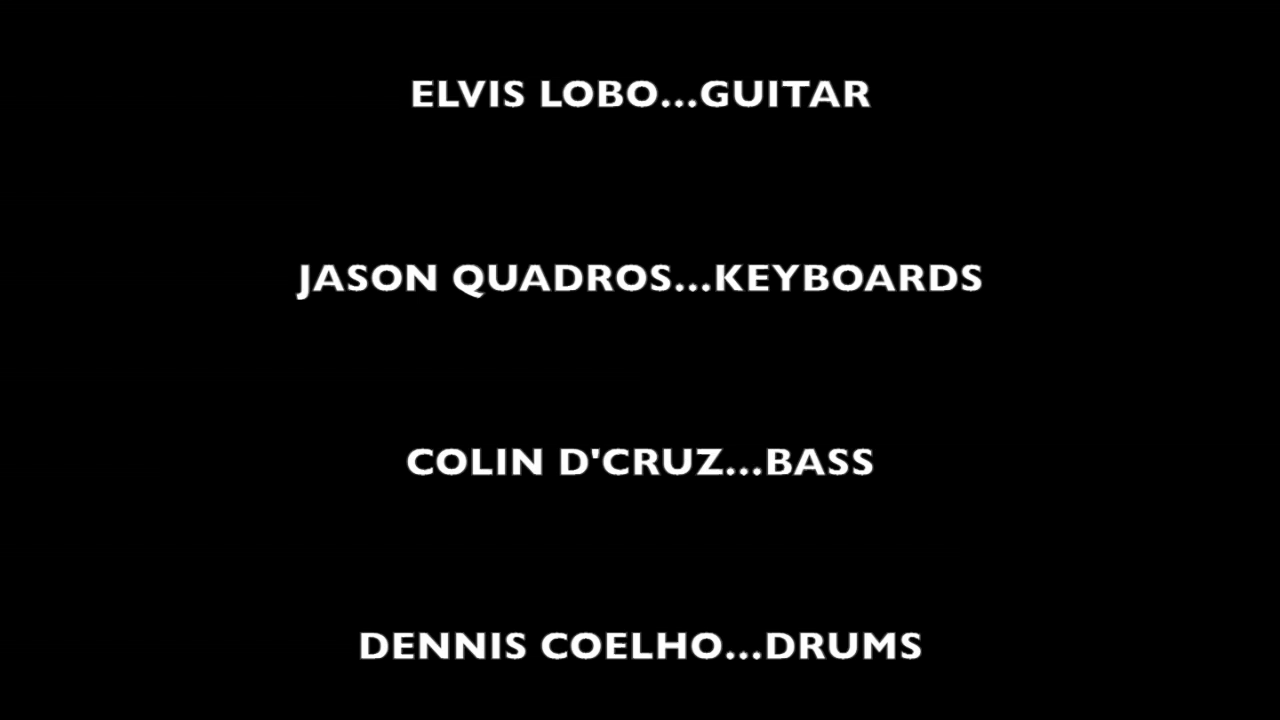 ELVIS LOBO...GUITAR
JASON QUADROS...KEYBOARDS
COLIN D'CRUZ...BASS
DENNIS COELHO...DRUMS